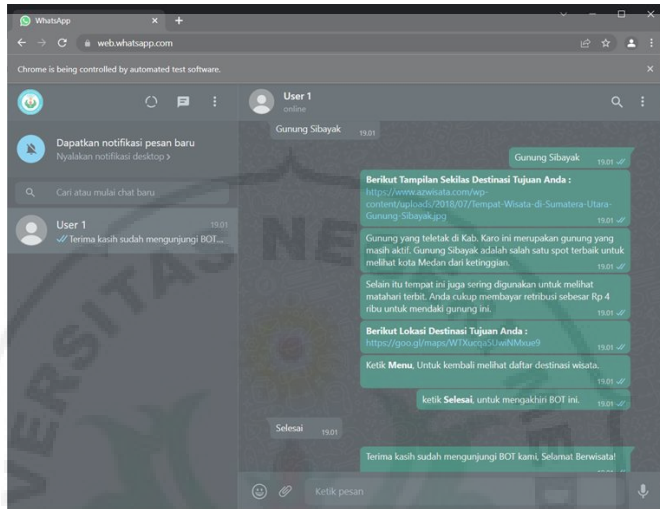 WhatsApp
web.whatsapp.com
Chrome is being controlled by automated test software.
Dapatkan notifikasi pesan baru
Nyalakan notifikasi desktop >
Cari atau mulai chat baru
User 1 19.01
Terima kasih sudah mengunjungi BOT...
User 1
online
Gunung Sibayak 19.01
Gunung Sibayak 19.01
Berikut Tampilan Sekilas Destinasi Tujuan Anda :
https://www.azwisata.com/wp-
content/uploads/2018/07/Tempat-Wisata-di-Sumatera-Utara-
Gunung-Sibayak.jpg 19.01
Gunung yang teletak di Kab. Karo ini merupakan gunung yang
masih aktif. Gunung Sibayak adalah salah satu spot terbaik untuk
melihat kota Medan dari ketinggian. 19.01
Selain itu tempat ini juga sering digunakan untuk melihat
matahari terbit. Anda cukup membayar retribusi sebesar Rp 4
ribu untuk mendaki gunung ini. 19.01
Berikut Lokasi Destinasi Tujuan Anda :
19.01
Ketik Menu, Untuk kembali melihat daftar destinasi wisata.
19.01
ketik Selesai, untuk mengakhiri BOT ini. 19.01
Selesai 19.01
Terima kasih sudah mengunjungi BOT kami, Selamat Berwisata!
Ketik pesan